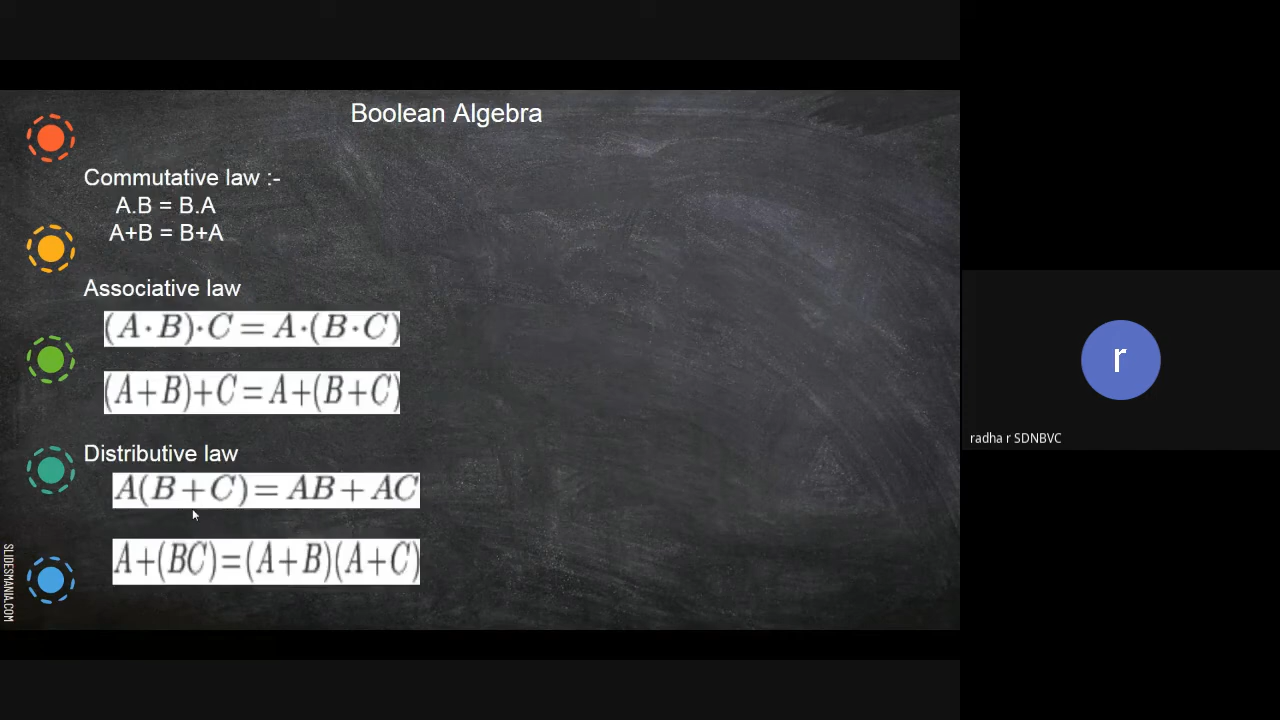 Boolean Algebra
Commutative law :-
A.B = B.A
A+B = B+A
Associative law
(A·B)·C = A·(B·C)
(A+B)+C=A+(B+C)
Distributive law
A(B+C)=AB+AC
A+(BC)=(A+B)(A+C)
SLIDESMANIA.COM
r
radha r SDNBVC